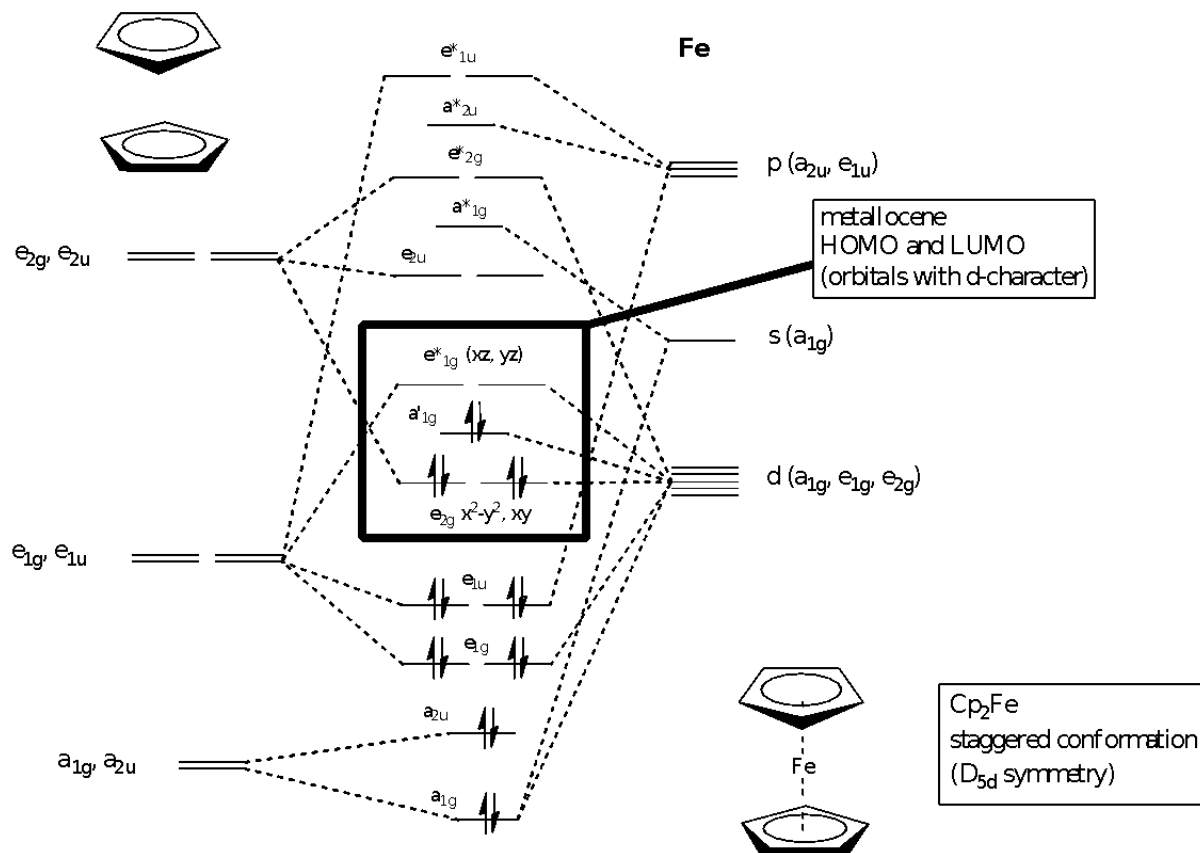 e*1u
Fe
a*2u
e*2g
p (a2u, e1u)
a*1g
metallocene
HOMO and LUMO
(orbitals with d-character)
e2g, e2u
e2u
s (a1g)
e*1g (xz, yz)
a'1g
d (a1g, e1g, e2g)
e2g x²-y², xy
e1g, e1u
e1u
e1g
a2u
a1g, a2u
a1g
Fe
Cp2Fe
staggered conformation
(D5d symmetry)